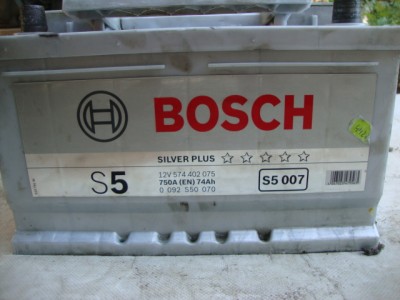 BOSCH
SILVER PLUS
S5
12V 574 402 075
750A (EN) 74Ah
0 092 S50 070
S5 007